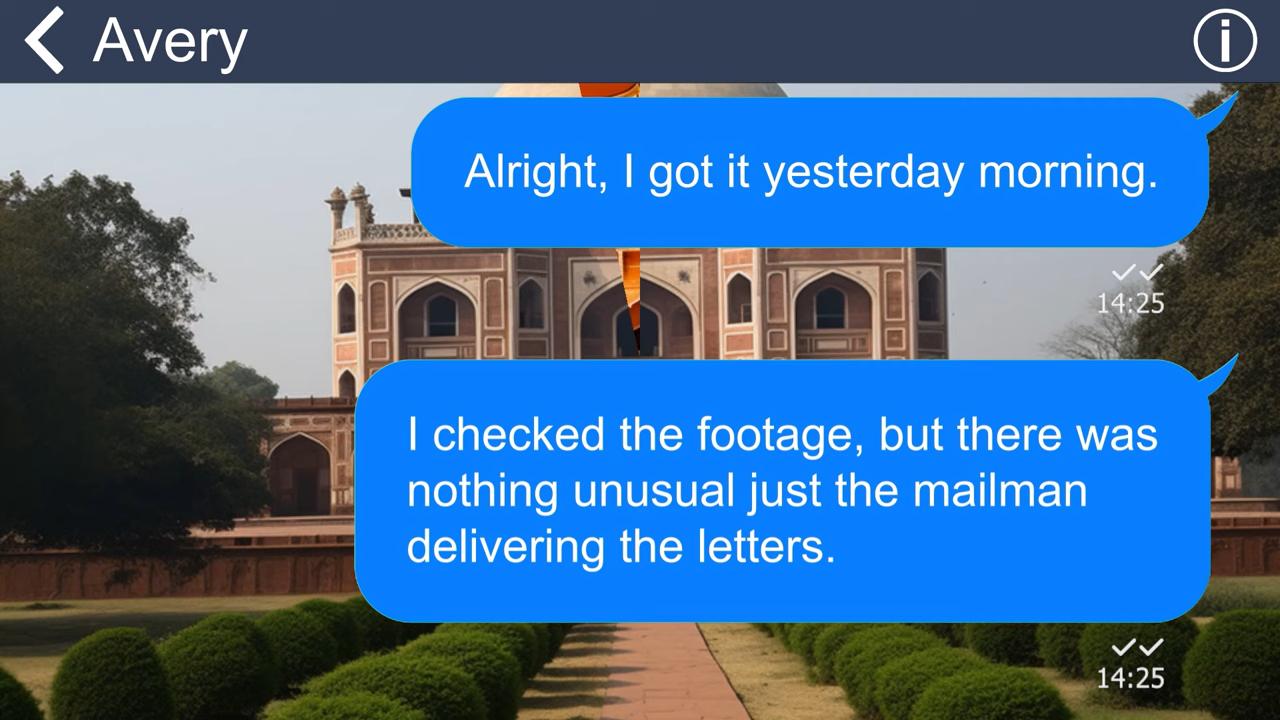 Avery
Alright, I got it yesterday morning.
14:25
I checked the footage, but there was
nothing unusual just the mailman
delivering the letters.
14:25